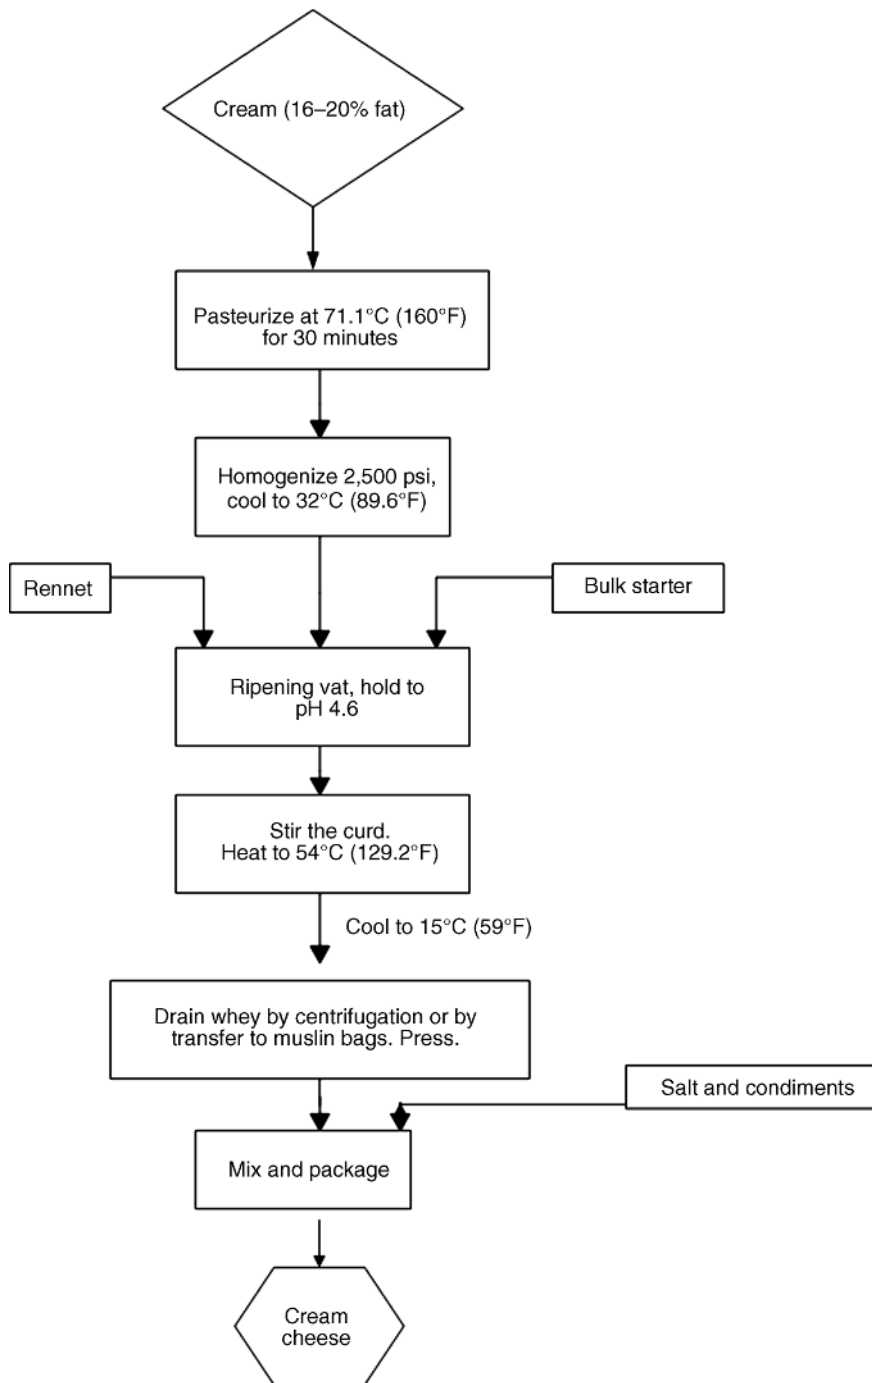 Cream (16–20% fat)
Pasteurize at 71.1°C (160°F)
for 30 minutes
Homogenize 2,500 psi,
cool to 32°C (89.6°F)
Rennet
Bulk starter
Ripening vat, hold to
pH 4.6
Stir the curd.
Heat to 54°C (129.2°F)
Cool to 15°C (59°F)
Drain whey by centrifugation or by
transfer to muslin bags. Press.
Salt and condiments
Mix and package
Cream
cheese